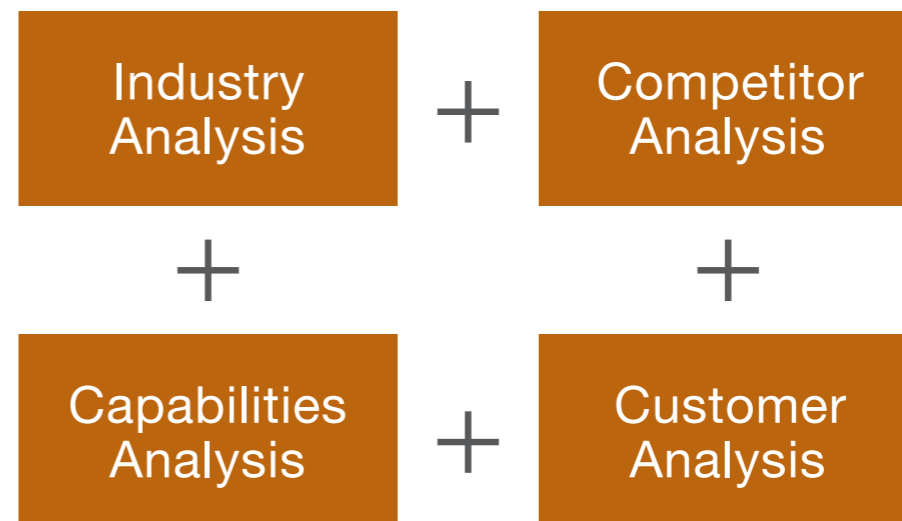 Industry
Analysis
+
Competitor
Analysis
+
+
Capabilities
Analysis
+
Customer
Analysis